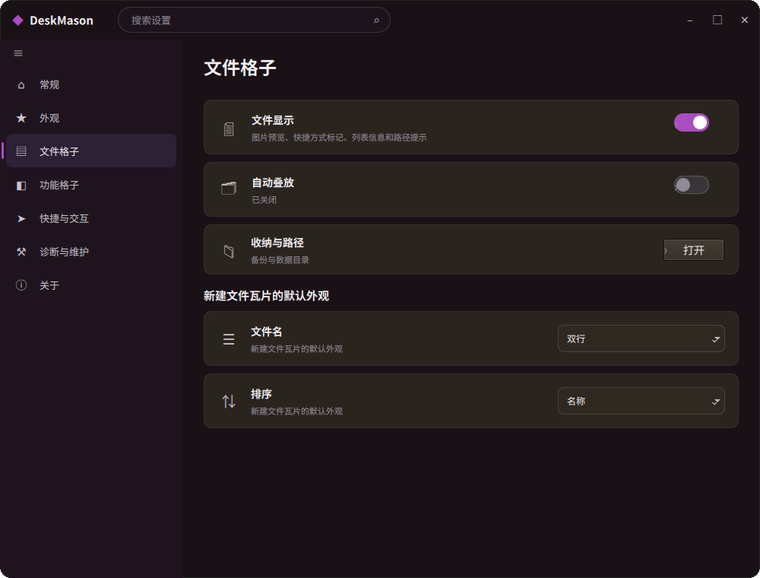 DeskMason
搜索设置
常规
外观
文件格子
功能格子
快捷与交互
诊断与维护
关于
文件格子
文件显示
图片预览、快捷方式标记、列表信息和路径提示
自动叠放
已关闭
收纳与路径
备份与数据目录
打开
新建文件瓦片的默认外观
文件名
新建文件瓦片的默认外观
双行
排序
新建文件瓦片的默认外观
名称